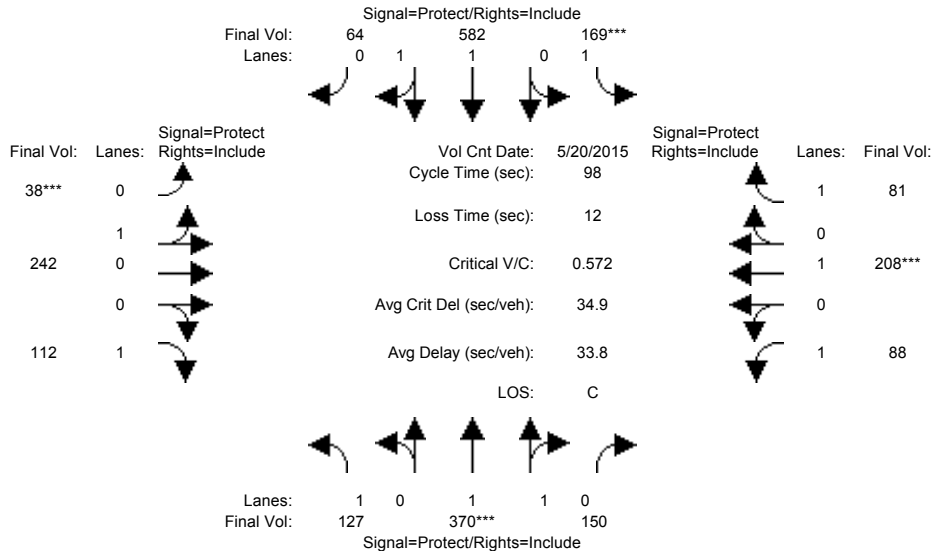 Signal=Protect/Rights=Include
Final Vol: 64 582 169***
Lanes: 0 1 1 0 1
Signal=Protect Signal=Protect
Final Vol: Lanes: Rights=Include Vol Cnt Date: 5/20/2015 Rights=Include Lanes: Final Vol:
Cycle Time (sec): 98
38*** 0 1 81
Loss Time (sec): 12
1 0
242 0 Critical V/C: 0.572 1 208***
0 Avg Crit Del (sec/veh): 34.9 0
112 1 Avg Delay (sec/veh): 33.8 1 88
LOS: C
Lanes: 1 0 1 1 0
Final Vol: 127 370*** 150
Signal=Protect/Rights=Include